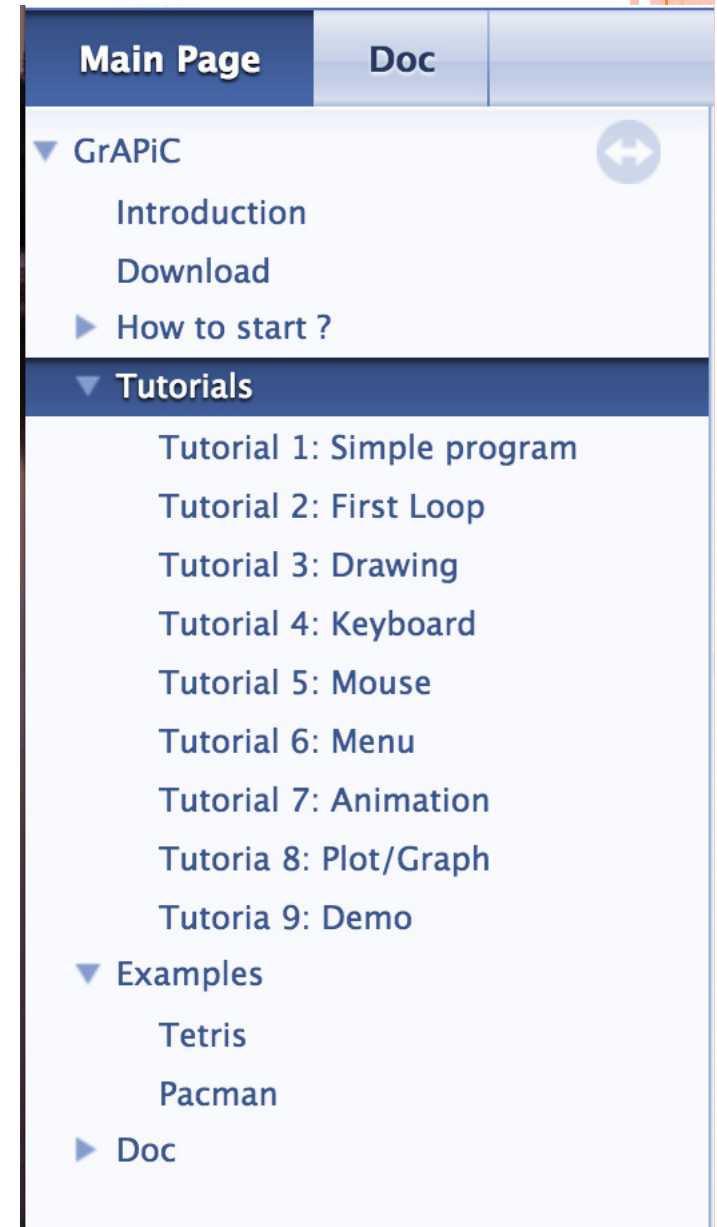 Main Page Doc
GrAPiC
Introduction
Download
How to start ?
Tutorials
Tutorial 1: Simple program
Tutorial 2: First Loop
Tutorial 3: Drawing
Tutorial 4: Keyboard
Tutorial 5: Mouse
Tutorial 6: Menu
Tutorial 7: Animation
Tutoria 8: Plot/Graph
Tutoria 9: Demo
Examples
Tetris
Pacman
Doc